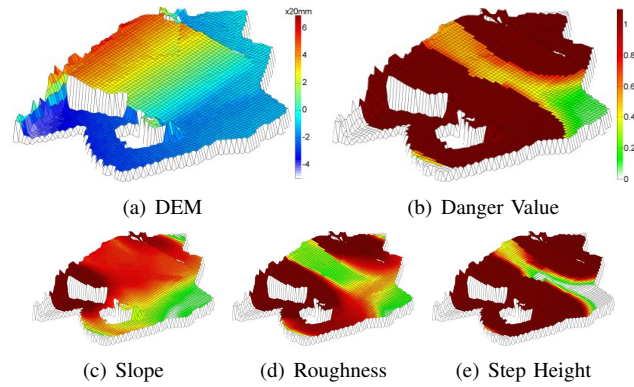 x20mm
6
4
2
0
-2
-4
1
0.8
0.6
0.4
0.2
0
(a) DEM
(b) Danger Value
(c) Slope
(d) Roughness
(e) Step Height